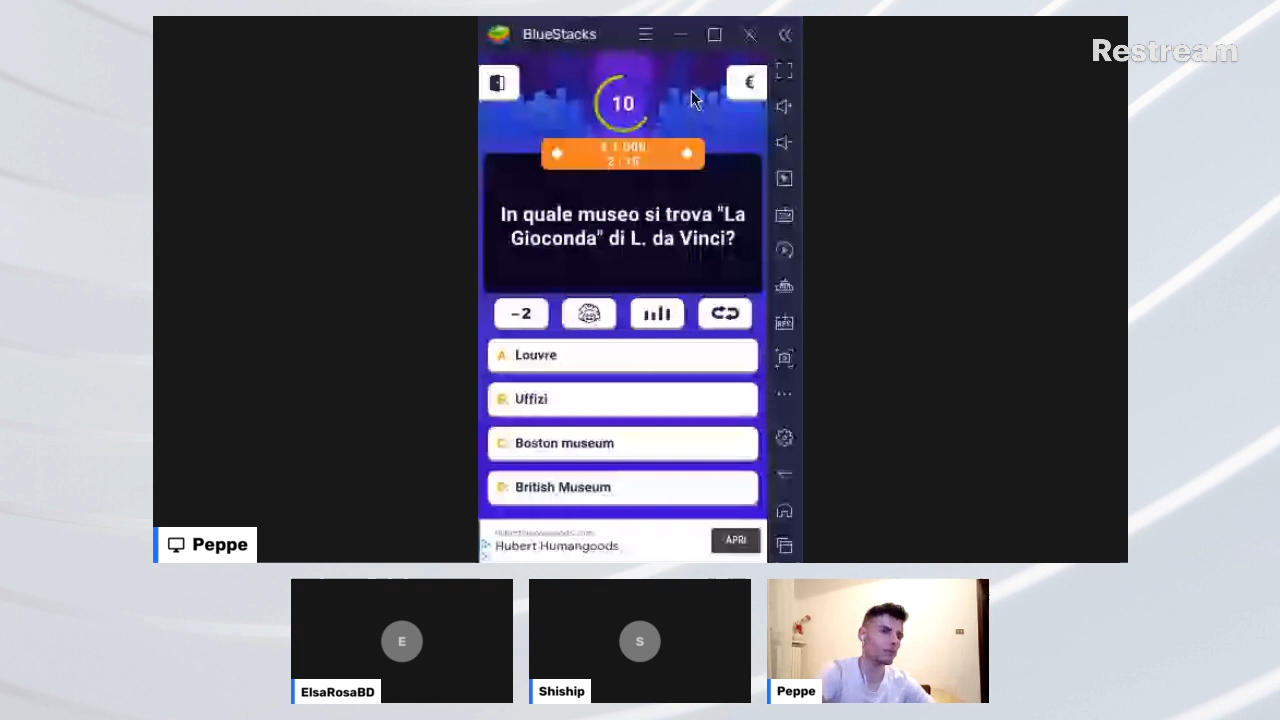 BlueStacks
Restream
€
10
In quale museo si trova "La
Gioconda" di L. da Vinci?
-2
A: Louvre
B: Uffizi
C: Boston museum
D: British Museum
Hubert Humangoods
APRI
Peppe
E
S
ElsaRosaBD
Shiship
Peppe